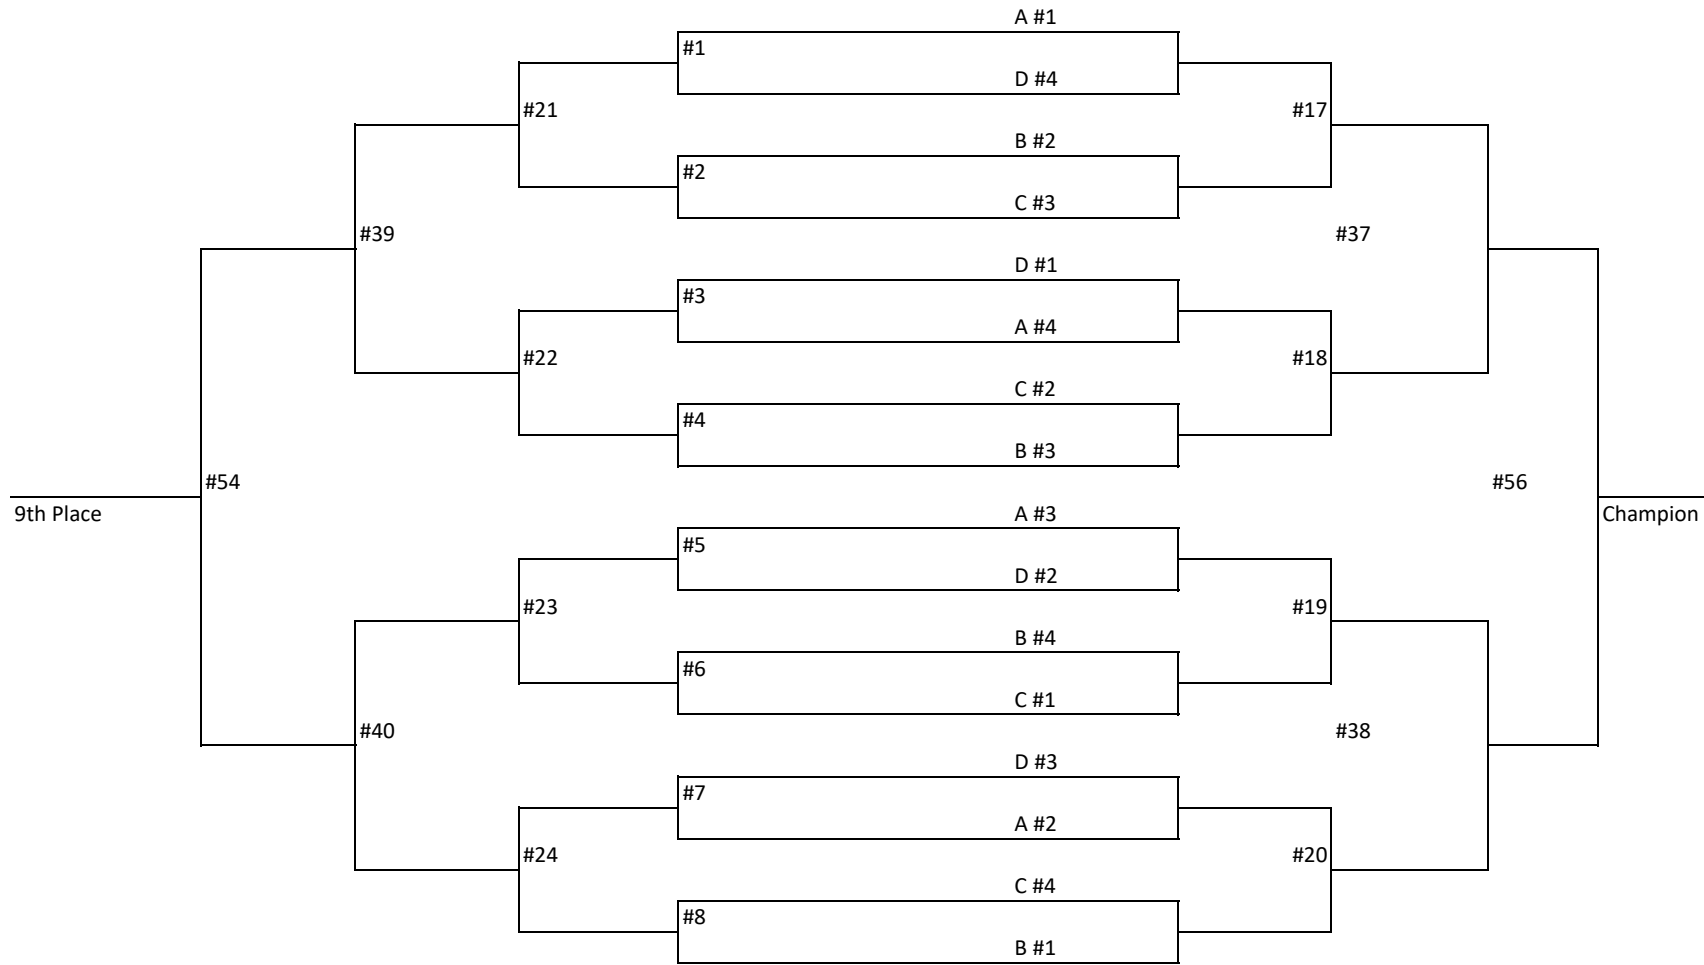 A #1
#1
D #4
#21 #17
B #2
#2
C #3
#39 #37
D #1
#3
A #4
#22 #18
C #2
#4
B #3
#54 #56
9th Place A #3 Champion
#5
D #2
#23 #19
B #4
#6
C #1
#40 #38
D #3
#7
A #2
#24 #20
C #4
#8
B #1